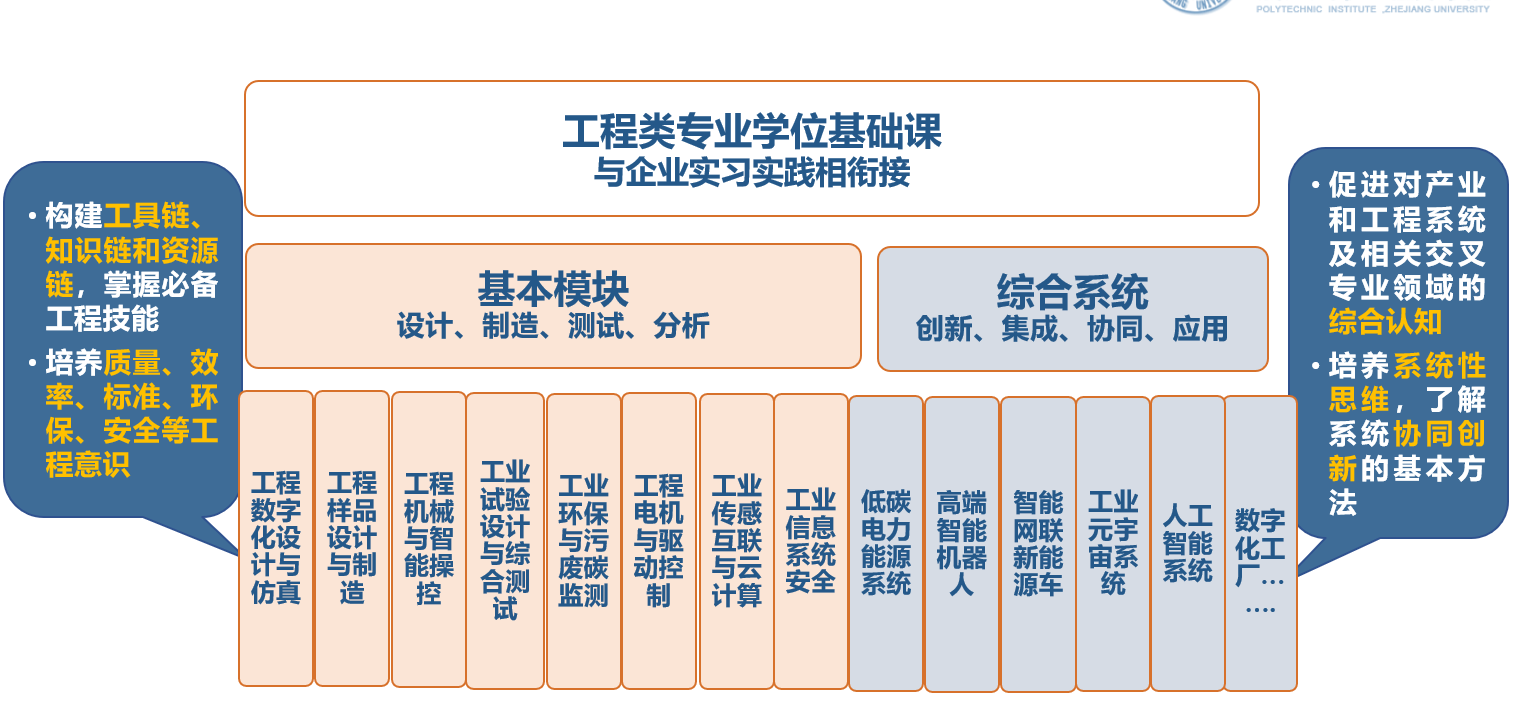 POLYTECHNIC INSTITUTE ,ZHEJIANG UNIVERSITY
工程类专业学位基础课
与企业实习实践相衔接
• 构建工具链、
知识链和资源
链，掌握必备
工程技能
• 培养质量、效
率、标准、环
保、安全等工
程意识
基本模块
设计、制造、测试、分析
综合系统
创新、集成、协同、应用
• 促进对产业
和工程系统
及相关交叉
专业领域的
综合认知
• 培养系统性
思维，了解
系统协同创
新的基本方
法
工程
数字
化设
计与
仿真
工程
样品
设计
与制
造
工程
机械
与智
能操
控
工业
试验
设计
与综
合测
试
工业
环保
与污
废碳
监测
工程
电机
与驱
动控
制
工业
传感
互联
与云
计算
工业
信息
系统
安全
低碳
电力
能源
系统
高端
智能
机器
人
智能
网联
新能
源车
工业
元宇
宙系
统
人工
智能
系统
数字
化工
厂…
….